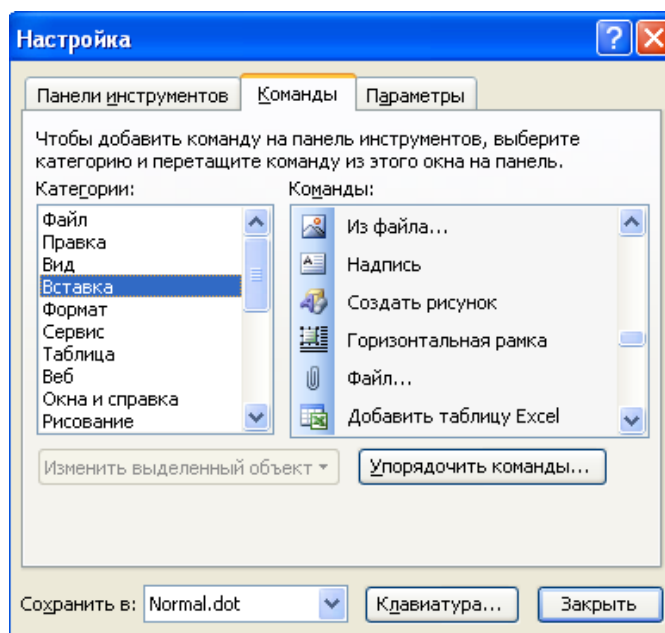 Настройка
Панели инструментов
Команды
Параметры
Чтобы добавить команду на панель инструментов, выберите
категорию и перетащите команду из этого окна на панель.
Категории:
Файл
Правка
Вид
Вставка
Формат
Сервис
Таблица
Веб
Окна и справка
Рисование
Команды:
Из файла...
Надпись
Создать рисунок
Горизонтальная рамка
Файл...
Добавить таблицу Excel
Изменить выделенный объект
Упорядочить команды...
Сохранить в: Normal.dot
Клавиатура...
Закрыть